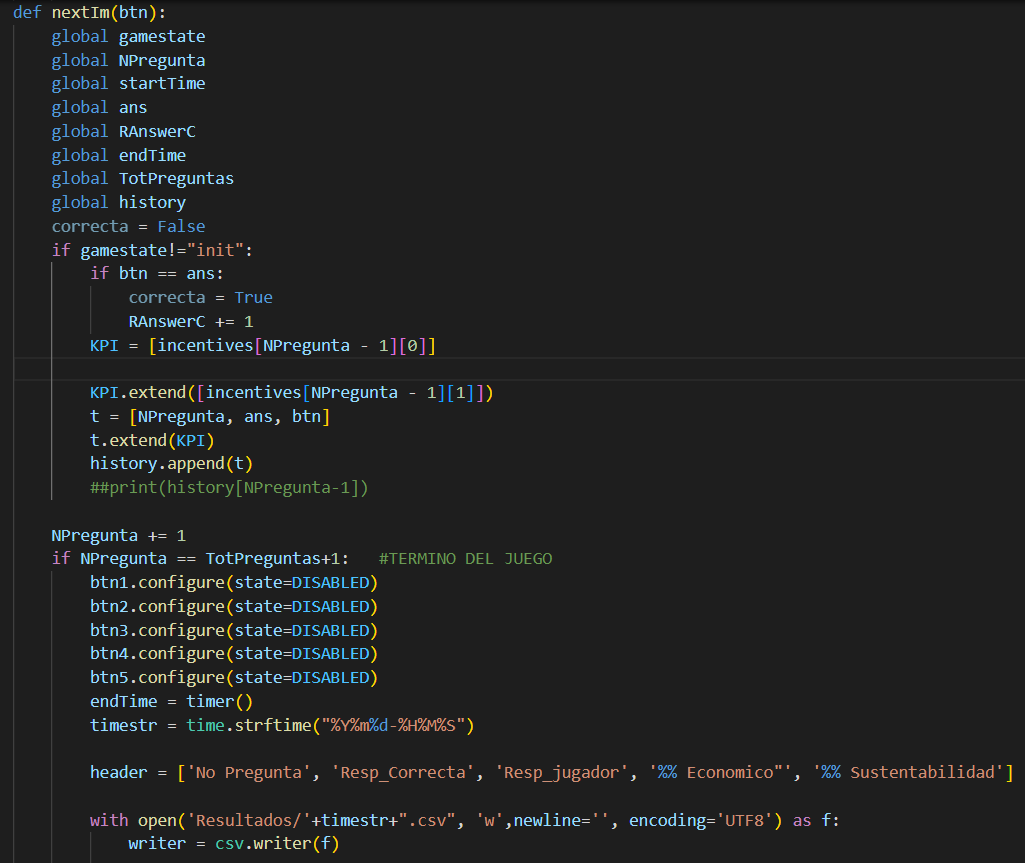 def nextIm(btn):
    global gamestate
    global NPregunta
    global startTime
    global ans
    global RAnswerC
    global endTime
    global TotPreguntas
    global history
    correcta = False
    if gamestate!="init":
        if btn == ans:
            correcta = True
            RAnswerC += 1
        KPI = [incentives[NPregunta - 1][0]]

        KPI.extend([incentives[NPregunta - 1][1]])
        t = [NPregunta, ans, btn]
        t.extend(KPI)
        history.append(t)
        ##print(history[NPregunta-1])

    NPregunta += 1
    if NPregunta == TotPreguntas+1:   #TERMINO DEL JUEGO
        btn1.configure(state=DISABLED)
        btn2.configure(state=DISABLED)
        btn3.configure(state=DISABLED)
        btn4.configure(state=DISABLED)
        btn5.configure(state=DISABLED)
        endTime = timer()
        timestr = time.strftime("%Y%m%d-%H%M%S")

        header = ['No Pregunta', 'Resp_Correcta', 'Resp_jugador', '%% Economico"', '%% Sustentabilidad']

        with open('Resultados/'+timestr+".csv", 'w',newline='', encoding='UTF8') as f:
            writer = csv.writer(f)